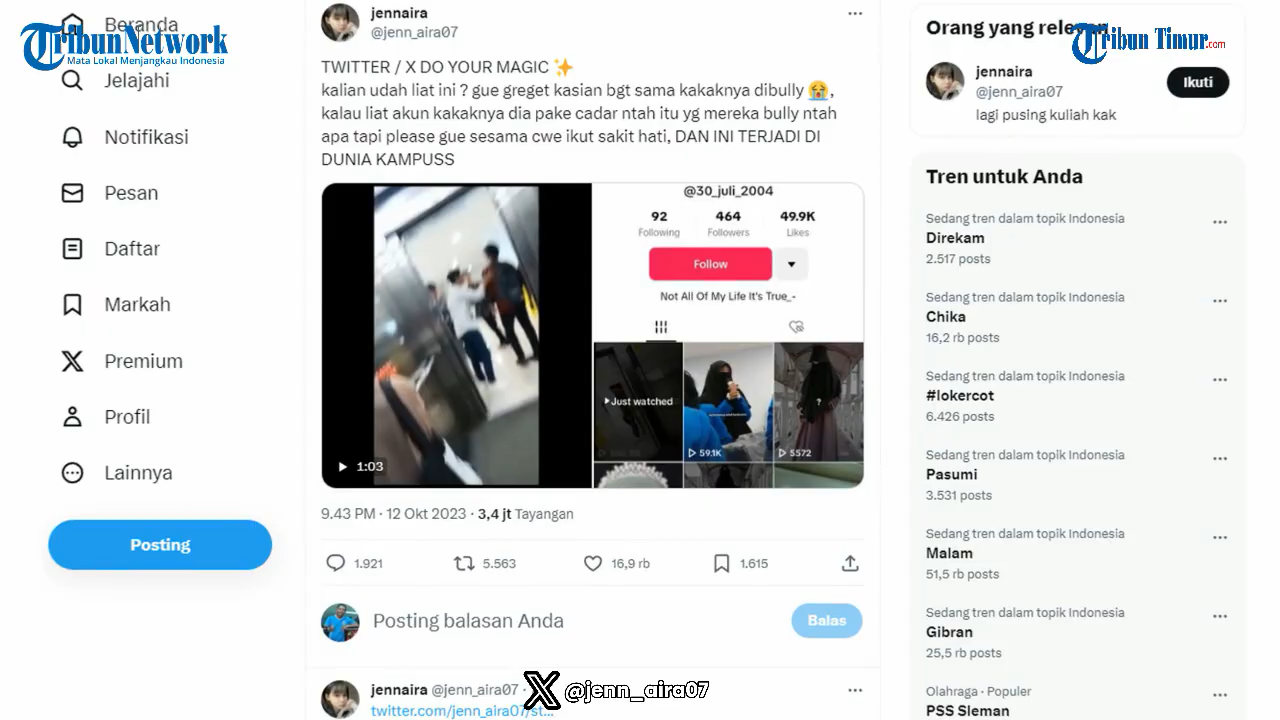 Beranda
TribunNetwork
Mata Lokal Menjangkau Indonesia
Jelajahi
Notifikasi
Pesan
Daftar
Markah
Premium
Profil
Lainnya
Posting
jennaira
@jenn_aira07
TWITTER / X DO YOUR MAGIC ✨
kalian udah liat ini ? gue greget kasian bgt sama kakaknya dibully 😭,
kalau liat akun kakaknya dia pake cadar ntah itu yg mereka bully ntah
apa tapi please gue sesama cwe ikut sakit hati, DAN INI TERJADI DI
DUNIA KAMPUSS
1:03
@30_juli_2004
92 464 49.9K
Following Followers Likes
Follow
Not All Of My Life It's True_-
Just watched
?
59.1K
5572
9.43 PM · 12 Okt 2023 · 3,4 jt Tayangan
1.921 5.563 16,9 rb 1.615
Posting balasan Anda
Balas
jennaira @jenn_aira07 ·
twitter.com/jenn_aira07/st...
X @jenn_aira07
Orang yang relevan
Tribun Timur.com
jennaira
@jenn_aira07
Ikuti
lagi pusing kuliah kak
Tren untuk Anda
Sedang tren dalam topik Indonesia
Direkam
2.517 posts
Sedang tren dalam topik Indonesia
Chika
16,2 rb posts
Sedang tren dalam topik Indonesia
#lokercot
6.426 posts
Sedang tren dalam topik Indonesia
Pasumi
3.531 posts
Sedang tren dalam topik Indonesia
Malam
51,5 rb posts
Sedang tren dalam topik Indonesia
Gibran
25,5 rb posts
Olahraga · Populer
PSS Sleman